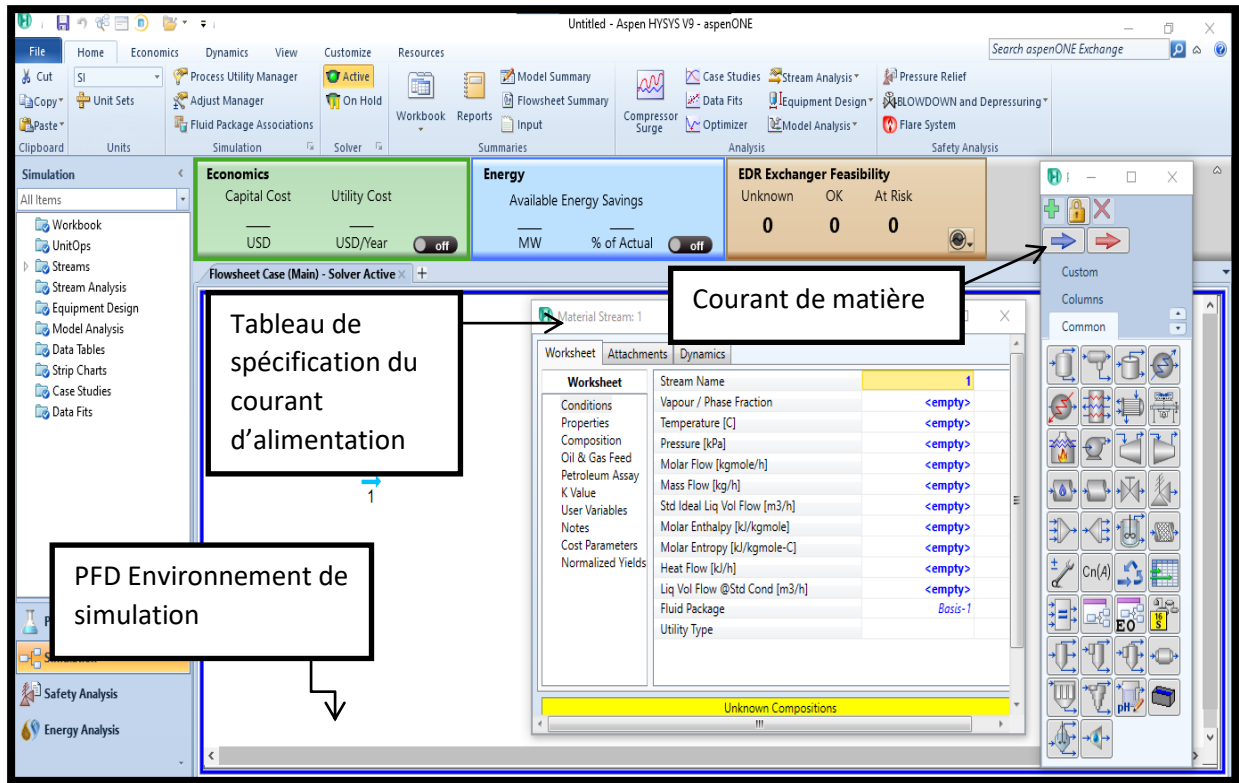 Untitled - Aspen HYSYS V9 - aspenONE
File Home Economics Dynamics View Customize Resources
Search aspenONE Exchange
Cut
Copy
Paste
Clipboard
SI
Unit Sets
Units
Process Utility Manager
Adjust Manager
Fluid Package Associations
Simulation
Active
On Hold
Solver
Workbook
Reports
Model Summary
Flowsheet Summary
Input
Summaries
Compressor
Surge
Case Studies
Data Fits
Optimizer
Stream Analysis
Equipment Design
Model Analysis
Analysis
Pressure Relief
BLOWDOWN and Depressuring
Flare System
Safety Analysis
Simulation
All Items
Workbook
UnitOps
Streams
Stream Analysis
Equipment Design
Model Analysis
Data Tables
Strip Charts
Case Studies
Data Fits
Safety Analysis
Energy Analysis
Economics
Capital Cost Utility Cost
USD USD/Year off
Energy
Available Energy Savings
MW % of Actual off
EDR Exchanger Feasibility
Unknown OK At Risk
0 0 0
Flowsheet Case (Main) - Solver Active
Tableau de
spécification du
courant
d’alimentation
1
PFD Environnement de
simulation
Courant de matière
Material Stream: 1
Worksheet Attachments Dynamics
Worksheet
Conditions
Properties
Composition
Oil & Gas Feed
Petroleum Assay
K Value
User Variables
Notes
Cost Parameters
Normalized Yields
Stream Name 1
Vapour / Phase Fraction <empty>
Temperature [C] <empty>
Pressure [kPa] <empty>
Molar Flow [kgmole/h] <empty>
Mass Flow [kg/h] <empty>
Std Ideal Liq Vol Flow [m3/h] <empty>
Molar Enthalpy [kJ/kgmole] <empty>
Molar Entropy [kJ/kgmole-C] <empty>
Heat Flow [kJ/h] <empty>
Liq Vol Flow @Std Cond [m3/h] <empty>
Fluid Package Basis-1
Utility Type
Unknown Compositions
Custom
Columns
Common
Cn(A)
EO
16
S
pH